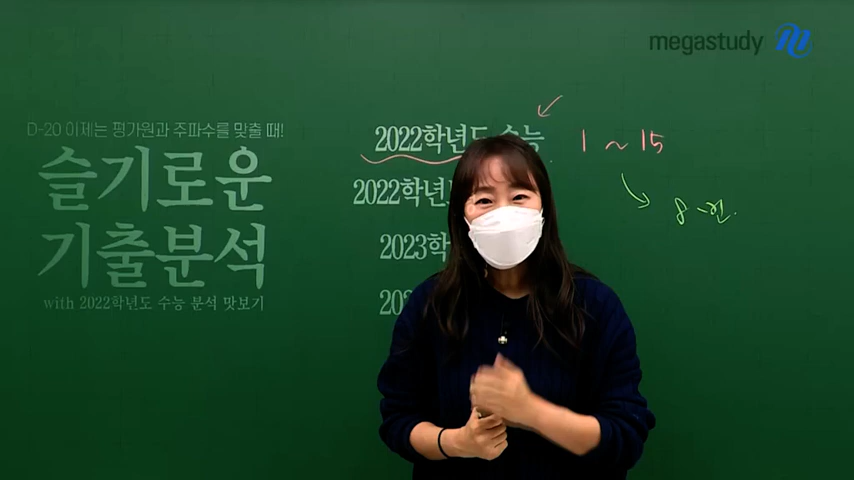 megastudy
D-20 이제는 평가원과 주파수를 맞출 때!
슬기로운
기출분석
with 2022학년도 수능 분석 맛보기
2022학년도 수능
1 ~ 15
2022학년
8
2023학